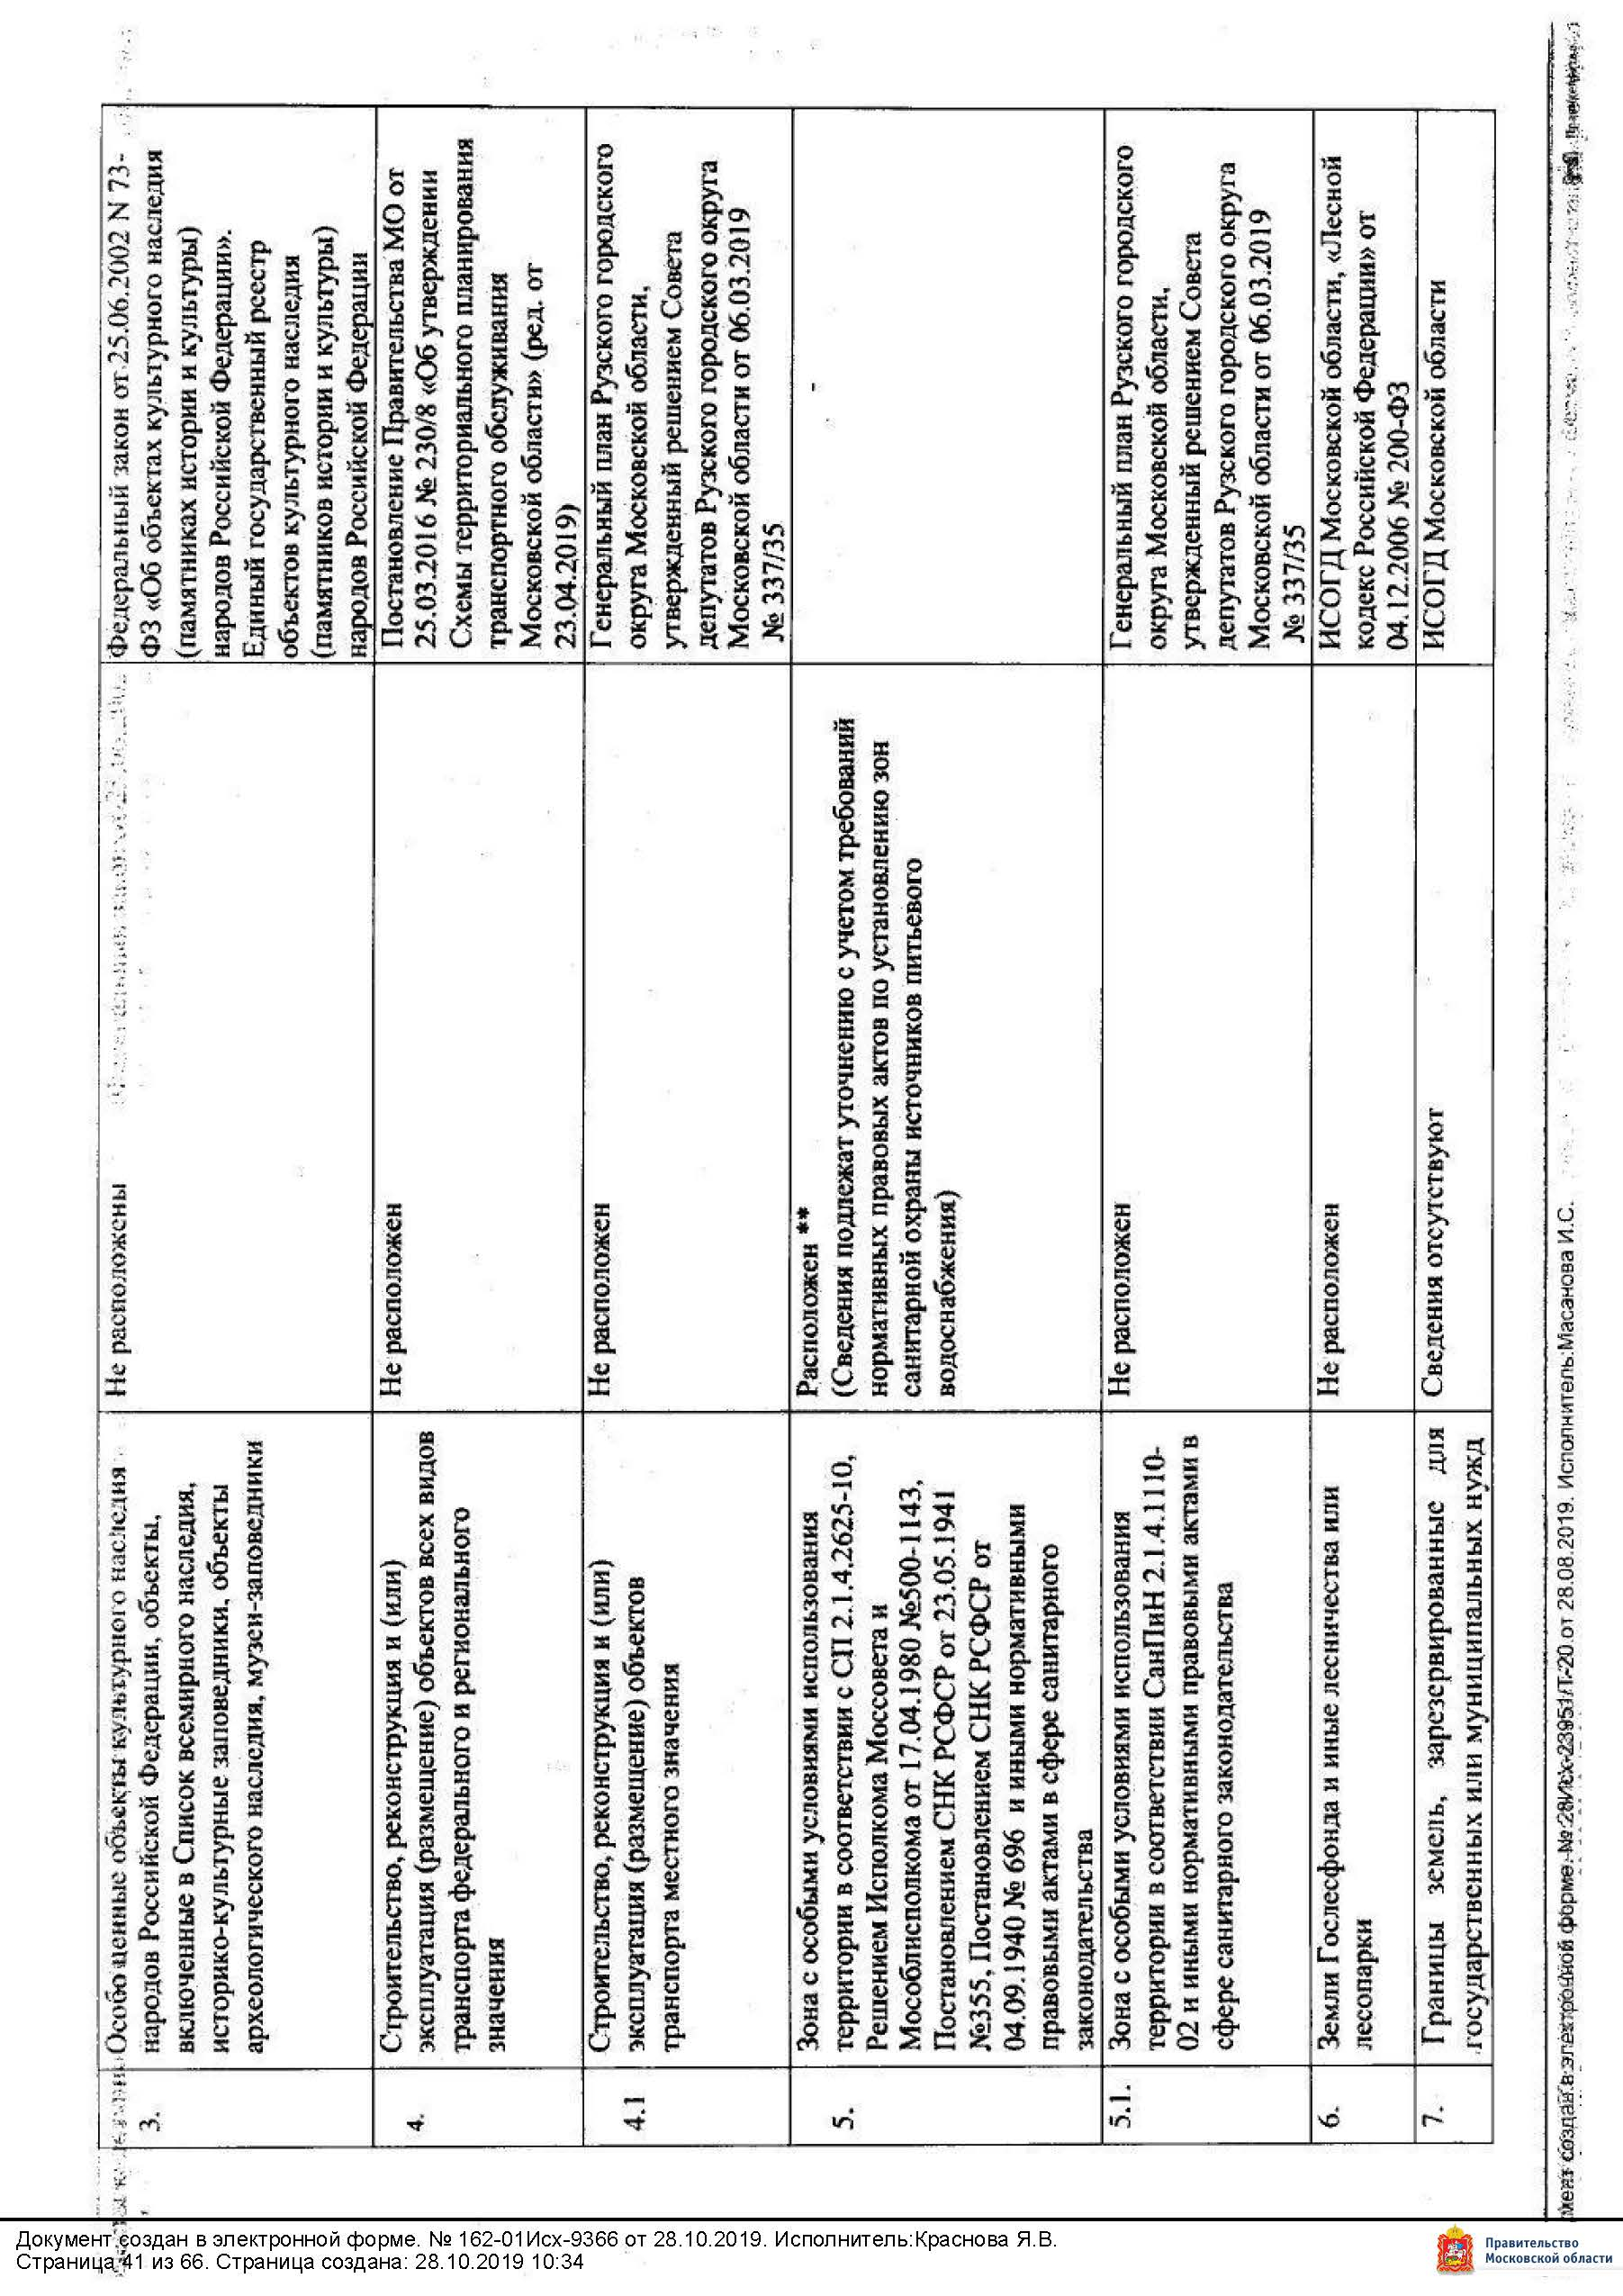 3.
Особо ценные объекты культурного наследия
народов Российской Федерации, объекты,
включенные в Список всемирного наследия,
историко-культурные заповедники, объекты
археологического наследия, музеи-заповедники
Не расположены
Федеральный закон от 25.06.2002 N 73-
ФЗ «Об объектах культурного наследия
(памятниках истории и культуры)
народов Российской Федерации».
Единый государственный реестр
объектов культурного наследия
(памятников истории и культуры)
народов Российской Федерации
4.
Строительство, реконструкция и (или)
эксплуатация (размещение) объектов всех видов
транспорта федерального и регионального
значения
Не расположен
Постановление Правительства МО от
25.03.2016 № 230/8 «Об утверждении
Схемы территориального планирования
транспортного обслуживания
Московской области» (ред. от
23.04.2019)
4.1
Строительство, реконструкция и (или)
эксплуатация (размещение) объектов
транспорта местного значения
Не расположен
Генеральный план Рузского городского
округа Московской области,
утвержденный решением Совета
депутатов Рузского городского округа
Московской области от 06.03.2019
№ 337/35
5.
Зона с особыми условиями использования
территории в соответствии с СП 2.1.4.2625-10,
Решением Исполкома Моссовета и
Мособлисполкома от 17.04.1980 №500-1143,
Постановлением СНК РСФСР от 23.05.1941
№355, Постановлением СНК РСФСР от
04.09.1940 № 696 и иными нормативными
правовыми актами в сфере санитарного
законодательства
Расположен **
(Сведения подлежат уточнению с учетом требований
нормативных правовых актов по установлению зон
санитарной охраны источников питьевого
водоснабжения)
-
5.1.
Зона с особыми условиями использования
территории в соответствии СанПиН 2.1.4.1110-
02 и иными нормативными правовыми актами в
сфере санитарного законодательства
Не расположен
Генеральный план Рузского городского
округа Московской области,
утвержденный решением Совета
депутатов Рузского городского округа
Московской области от 06.03.2019
№ 337/35
6.
Земли Гослесфонда и иные лесничества или
лесопарки
Не расположен
ИСОГД Московской области, «Лесной
кодекс Российской Федерации» от
04.12.2006 № 200-ФЗ
7.
Границы земель, зарезервированные для
государственных или муниципальных нужд
Сведения отсутствуют
ИСОГД Московской области
мент создан в электронной форме. № 28Исх-23951/Т-20 от 28.08.2019. Исполнитель:Масанова И.С.
Документ создан в электронной форме. № 162-01Исх-9366 от 28.10.2019. Исполнитель:Краснова Я.В.
Страница 41 из 66. Страница создана: 28.10.2019 10:34
Правительство
Московской области